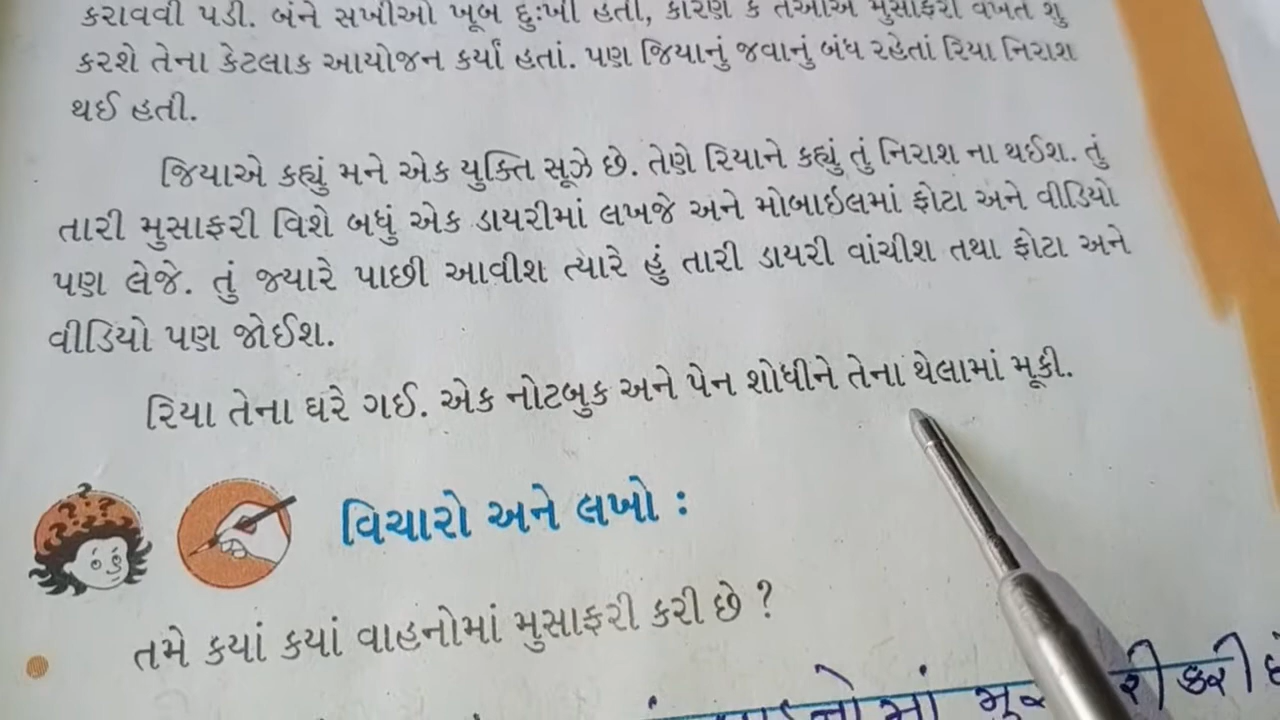 કરાવવી પડી. બંને સખીઓ ખૂબ દુઃખી હતી, કારણ કે તેઓએ મુસાફરી વખતે શુ
કરશે તેના કેટલાક આયોજન કર્યાં હતાં. પણ જિયાનું જવાનું બંધ રહેતાં રિયા નિરાશ
થઈ હતી.
જિયાએ કહ્યું મને એક યુક્તિ સૂઝે છે. તેણે રિયાને કહ્યું તું નિરાશ ના થઈશ. તું
તારી મુસાફરી વિશે બધું એક ડાયરીમાં લખજે અને મોબાઇલમાં ફોટા અને વીડિયો
પણ લેજે. તું જ્યારે પાછી આવીશ ત્યારે હું તારી ડાયરી વાંચીશ તથા ફોટા અને
વીડિયો પણ જોઈશ.
રિયા તેના ઘરે ગઈ. એક નોટબુક અને પેન શોધીને તેના થેલામાં મૂકી.
વિચારો અને લખો :
તમે કયાં કયાં વાહનોમાં મુસાફરી કરી છે ?
કરી